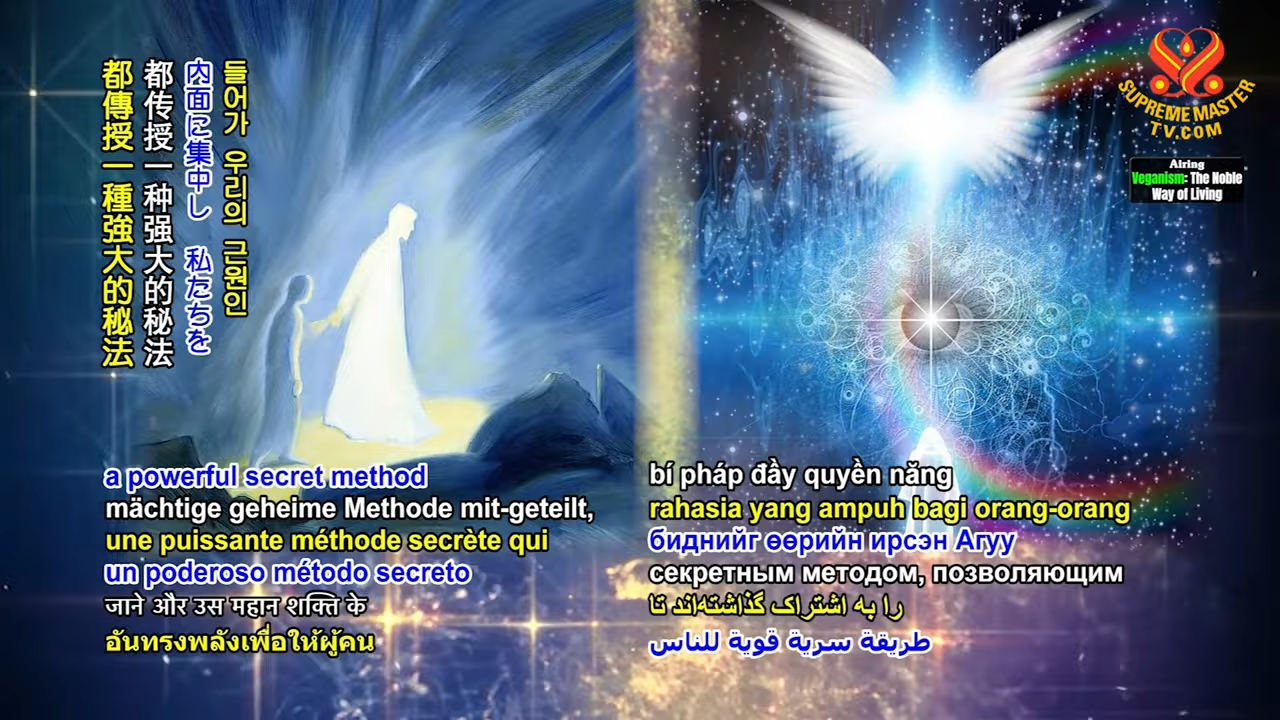 都傳授一種強大的秘法
都传授一种强大的秘法
内面に集中し 私たちを
들어가 우리의 근원인
SUPREME MASTER
TV.COM
Airing
Veganism: The Noble
Way of Living
a powerful secret method
mächtige geheime Methode mit-geteilt,
une puissante méthode secrète qui
un poderoso método secreto
जाने और उस महान शक्ति के
อันทรงพลังเพื่อให้ผู้คน
bí pháp đầy quyền năng
rahasia yang ampuh bagi orang-orang
биднийг өөрийн ирсэн Агуу
секретным методом, позволяющим
را به اشتراک گذاشته‌اند تا
طريقة سرية قوية للناس